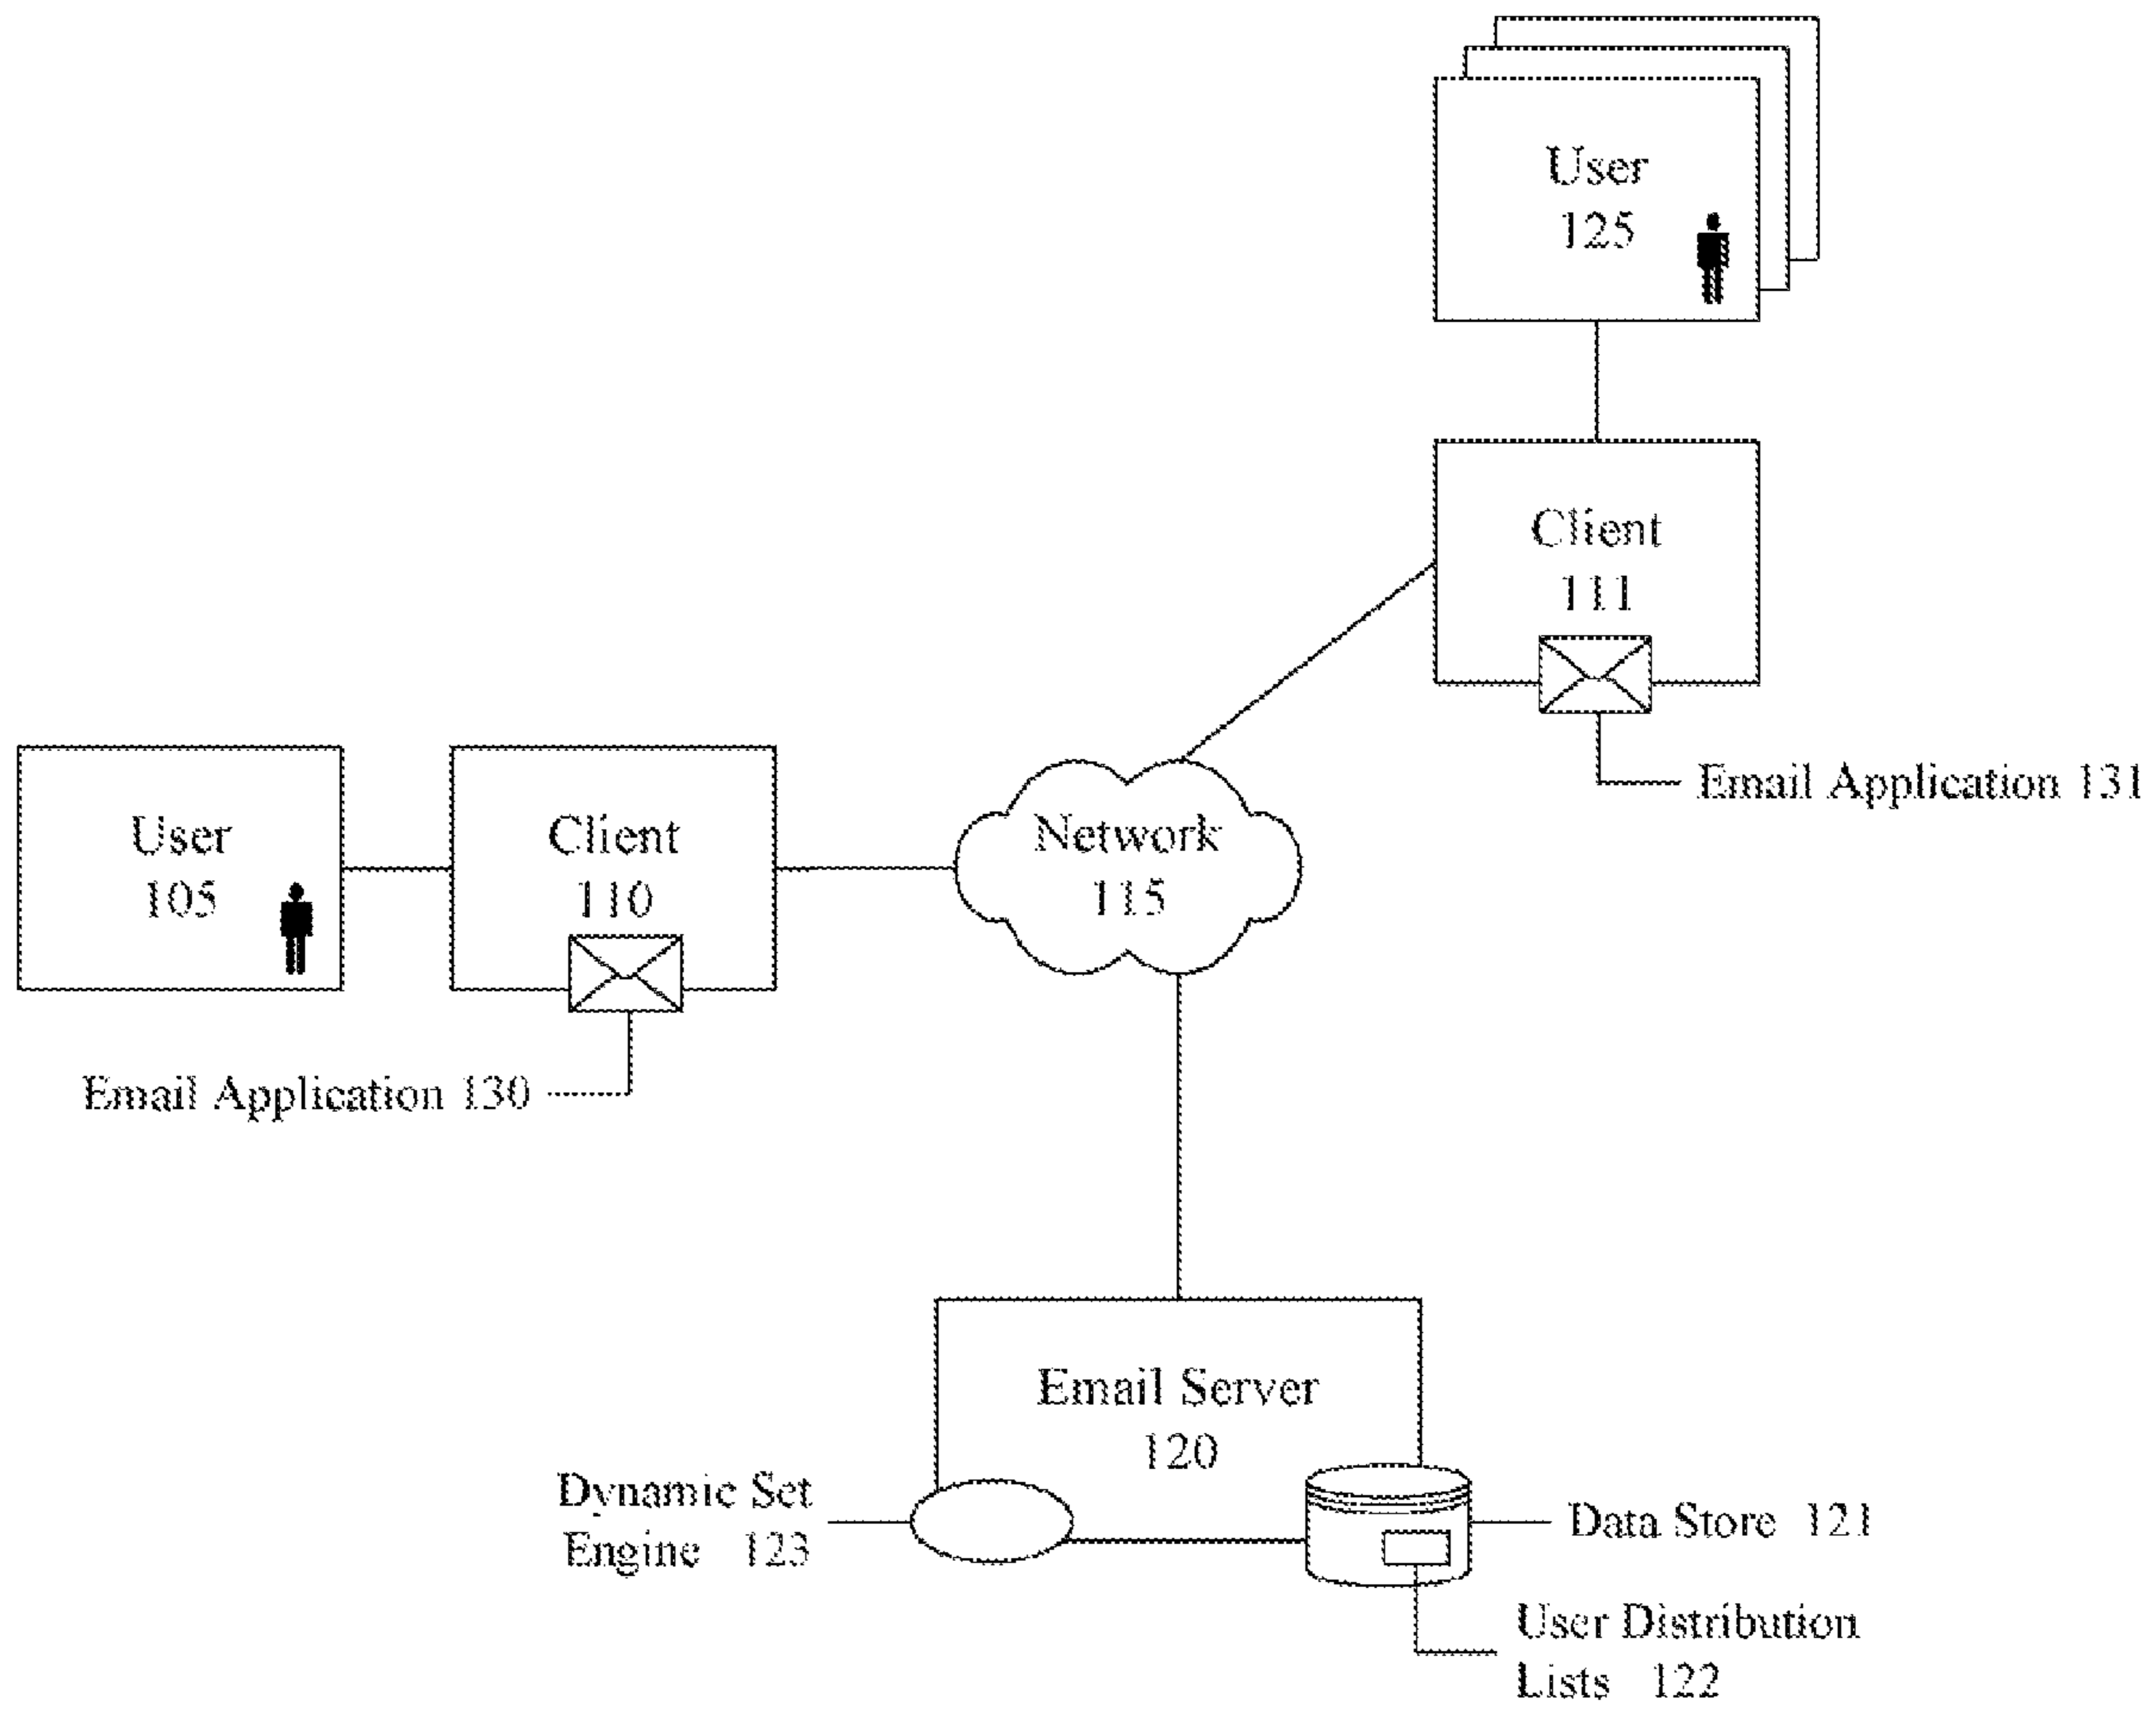 User
125
Client
111
Email Application 131
User
105
Client
110
Network
115
Email Application 130
Email Server
120
Dynamic Set
Engine 123
Data Store 121
User Distribution
Lists 122